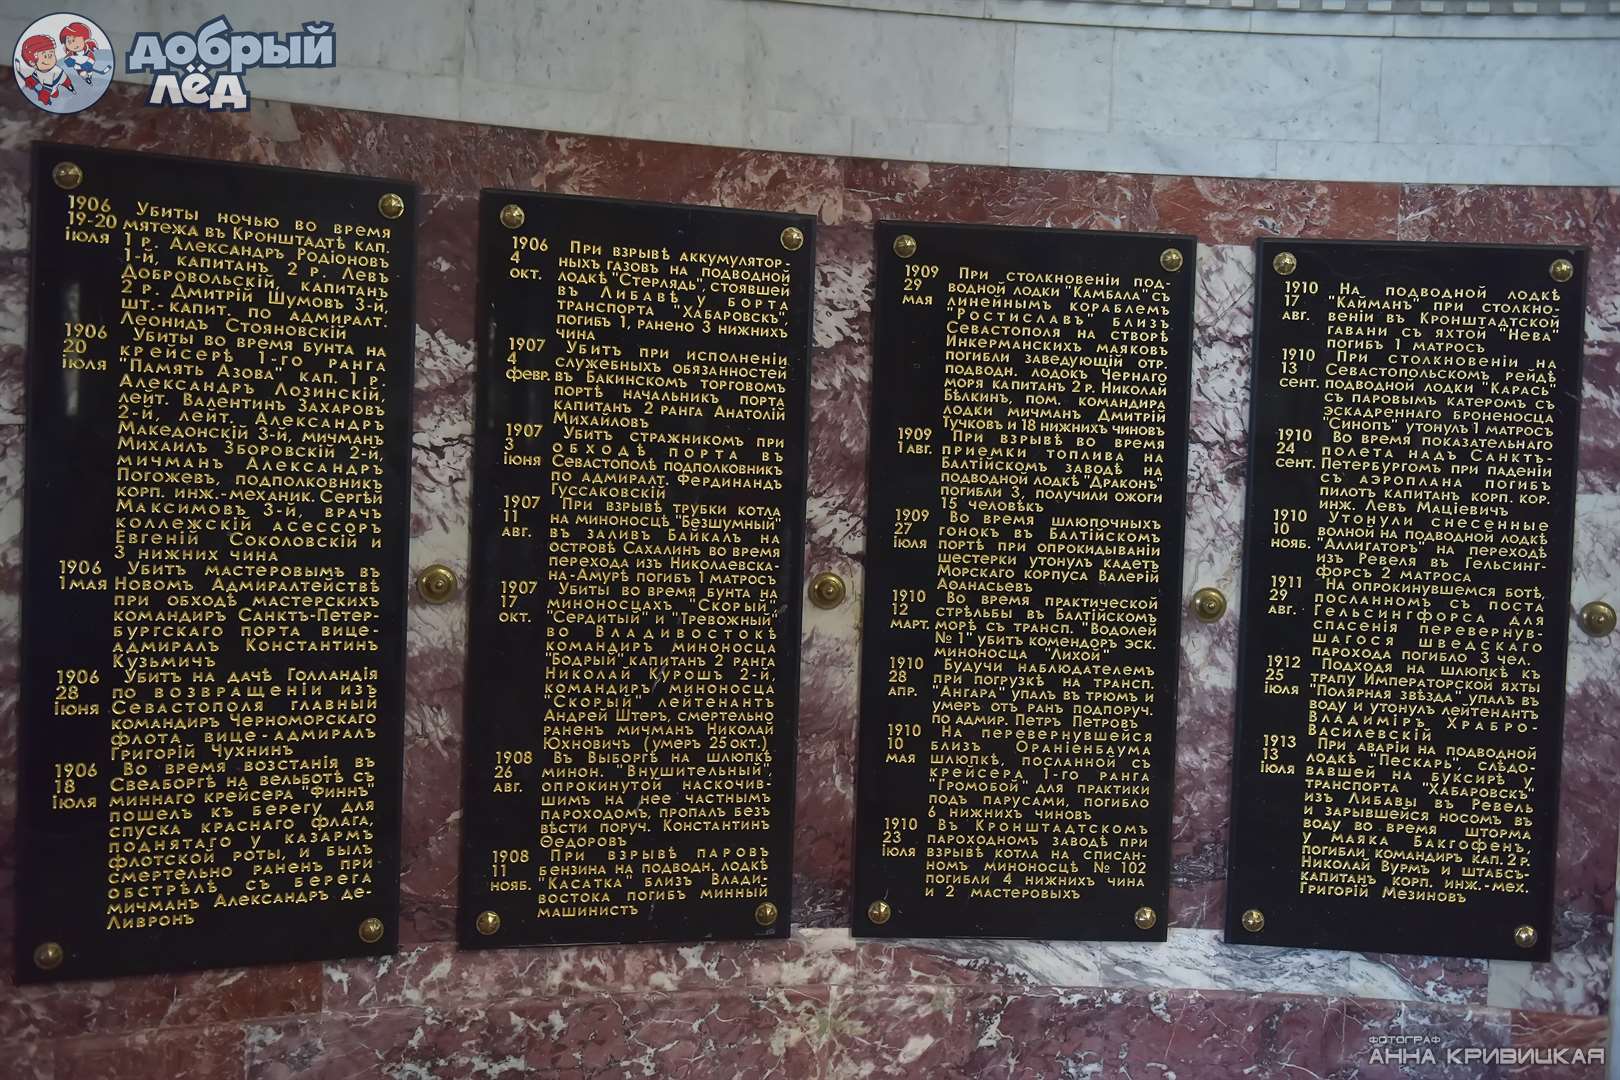 добрый
лёд
1906 Убиты ночью во время
19-20 мятежа въ Кронштадтѣ кап.
іюля 1 р. Александръ Родіоновъ
1-й, капитанъ 2 р. Левъ
Добровольскій, капитанъ
2 р. Дмитрій Шумовъ 3-й,
шт.-капит. по адмиралт.
Леонидъ Стояновскій
1906 Убиты во время бунта на
20 крейсерѣ 1-го ранга
іюля "Память Азова" кап. 1 р.
Александръ Лозинскій,
лейт. Валентинъ Захаровъ
2-й, лейт. Александръ
Македонскій 3-й, мичманъ
Михаилъ Зборовскій 2-й,
мичманъ Александръ
Погожевъ, подполковникъ
корп. инж.-механик. Сергѣй
Максимовъ 3-й, врачъ
коллежскій асессоръ
Евгеній Соколовскій и
3 нижних чина
1906 Убитъ мастеровымъ въ
1 мая Новомъ Адмиралтействѣ
при обходѣ мастерскихъ
командиръ Санктъ-Петер-
бургскаго порта вице-
адмиралъ Константинъ
Кузьмичъ
1906 Убитъ на дачѣ Голландія
28 по возвращеніи изъ
іюня Севастополя главный
командиръ Черноморскаго
флота вице-адмиралъ
Григорій Чухнинъ
1906 Во время возстанія въ
18 Свеаборгѣ на вельботѣ съ
іюля миннаго крейсера "Финнъ"
пошелъ къ берегу для
спуска краснаго флага,
поднятаго у казармъ
флотской роты, и былъ
смертельно раненъ при
обстрѣлѣ съ берега
мичманъ Александръ де-
Ливронъ
1906 При взрывѣ аккумулятор-
4 ныхъ газовъ на подводной
окт. лодкѣ "Стерлядь", стоявшей
въ Либавѣ у борта
транспорта "Хабаровскъ",
погибъ 1, ранено 3 нижнихъ
чина
1907 Убитъ при исполненіи
4 служебныхъ обязанностей
февр. въ Бакинскомъ торговомъ
портѣ начальникъ порта
капитанъ 2 ранга Анатолій
Михайловъ
1907 Убитъ стражникомъ при
3 обходѣ порта въ
іюня Севастополѣ подполковникъ
по адмиралт. Фердинандъ
Гуссаковскій
1907 При взрывѣ трубки котла
11 на миноносцѣ "Безшумный"
авг. въ заливѣ Байкалъ на
островѣ Сахалинъ во время
перехода изъ Николаевска-
на-Амурѣ погибъ 1 матросъ
1907 Убиты во время бунта на
17 миноносцахъ "Скорый",
окт. "Сердитый" и "Тревожный"
во Владивостокѣ
командиръ миноносца
"Бодрый" капитанъ 2 ранга
Николай Курошъ 2-й,
командиръ миноносца
"Скорый" лейтенантъ
Андрей Штеръ, смертельно
раненъ мичманъ Николай
Юхновичъ (умеръ 25 окт.)
1908 Въ Выборгѣ на шлюпкѣ
26 минон. "Внушительный",
авг. опрокинутой наскочив-
шимъ на нее частнымъ
пароходомъ, пропалъ безъ
вѣсти поруч. Константинъ
Ѳедоровъ
1908 При взрывѣ паровъ
11 бензина на подводн. лодкѣ
нояб. "Касатка" близъ Влади-
востока погибъ минный
машинистъ
1909 При столкновеніи под-
29 водной лодки "Камбала" съ
мая линейнымъ кораблемъ
"Ростиславъ" близъ
Севастополя на створѣ
Инкерманскихъ маяковъ
погибли заведующій отр.
подводн. лодокъ Чернаго
моря капитанъ 2 р. Николай
Бѣлкинъ, пом. командира
лодки мичманъ Дмитрій
Тучковъ и 18 нижнихъ чиновъ
1909 При взрывѣ во время
1 авг. приемки топлива на
Балтійскомъ заводѣ на
подводной лодкѣ "Драконъ"
погибли 3, получили ожоги
15 человѣкъ
1909 Во время шлюпочныхъ
27 гонокъ въ Балтійскомъ
іюля портѣ при опрокидываніи
шестерки утонулъ кадетъ
Морскаго корпуса Валерій
Аѳанасьевъ
1910 Во время практической
12 стрѣльбы въ Балтійскомъ
март. морѣ съ трансп. "Водолей
№ 1" убитъ комендоръ эск.
миноносца "Лихой"
1910 Будучи наблюдателемъ
28 при погрузкѣ на трансп.
апр. "Ангара" упалъ въ трюмъ и
умеръ отъ ранъ подпоруч.
по адмир. Петръ Петровъ
1910 На перевернувшейся
10 близъ Ораніенбаума
мая шлюпкѣ, посланной съ
крейсера 1-го ранга
"Громобой" для практики
подъ парусами, погибло
6 нижнихъ чиновъ
1910 Въ Кронштадтскомъ
23 пароходномъ заводѣ при
іюля взрывѣ котла на списан-
номъ миноносцѣ № 102
погибли 4 нижнихъ чина
и 2 мастеровыхъ
1910 На подводной лодкѣ
17 "Кайманъ" при столкно-
авг. веніи въ Кронштадтской
гавани съ яхтой "Нева"
погибъ 1 матросъ
1910 При столкновеніи на
13 Севастопольскомъ рейдѣ
сент. подводной лодки "Карась"
съ паровымъ катеромъ съ
эскадреннаго броненосца
"Синопъ" утонулъ 1 матросъ
1910 Во время показательнаго
24 полета надъ Санктъ-
сент. Петербургомъ при паденіи
съ аэроплана погибъ
пилотъ капитанъ корп. кор.
инж. Левъ Маціевичъ
1910 Утонули снесенные
10 волной на подводной лодкѣ
нояб. "Аллигаторъ" на переходѣ
изъ Ревеля въ Гельсинг-
форсъ 2 матроса
1911 На опрокинувшемся ботѣ,
29 посланномъ съ поста
авг. Гельсингфорса для
спасенія перевернув-
шагося шведскаго
парохода погибло 3 чел.
1912 Подходя на шлюпкѣ къ
25 трапу Императорской яхты
іюля "Полярная звѣзда", упалъ въ
воду и утонулъ лейтенантъ
Владиміръ Храбро-
Василевскій
1913 При аваріи на подводной
13 лодкѣ "Пескарь", слѣдо-
іюля вавшей на буксирѣ у
транспорта "Хабаровскъ"
изъ Либавы въ Ревель
и зарывшейся носомъ въ
воду во время шторма
у маяка Бакгофенъ,
погибли командиръ кап. 2 р.
Николай Вурмъ и штабсъ-
капитанъ корп. инж.-мех.
Григорій Мезиновъ
фотограф
Анна Кривицкая